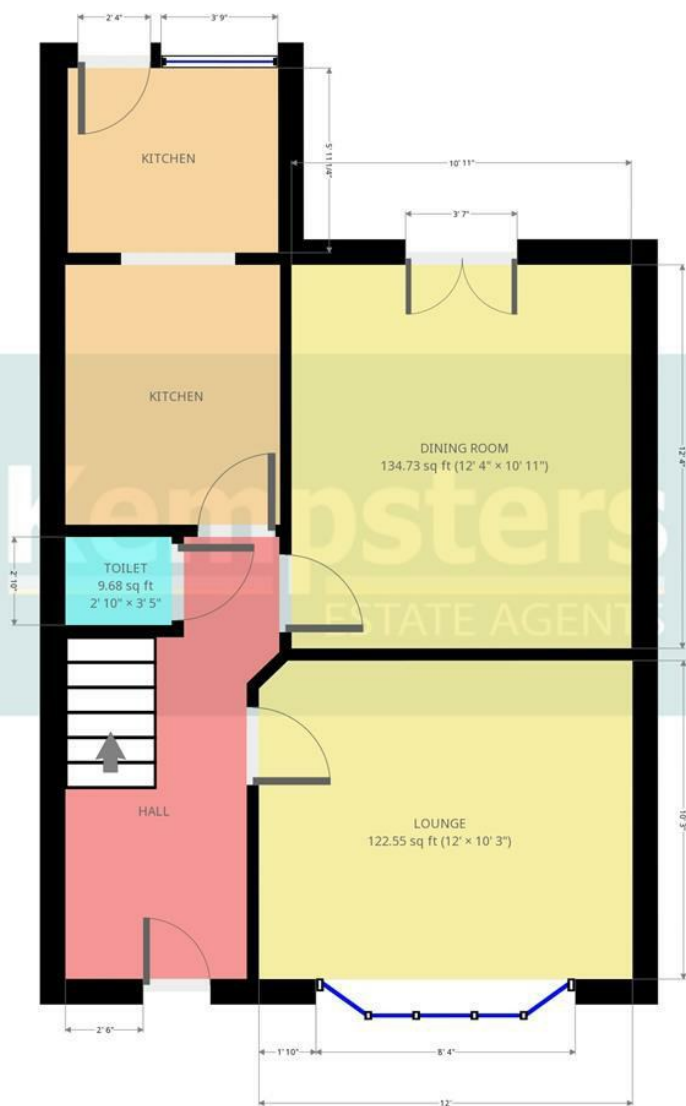 2' 4"
3' 9"
KITCHEN
5' 11 1/4"
10' 11"
3' 7"
KITCHEN
DINING ROOM
134.73 sq ft (12' 4" × 10' 11")
12' 4"
Kempsters
ESTATE AGENTS
TOILET
9.68 sq ft
2' 10" × 3' 5"
2' 10"
HALL
LOUNGE
122.55 sq ft (12' × 10' 3")
10' 3"
2' 6"
1' 10"
8' 4"
12'